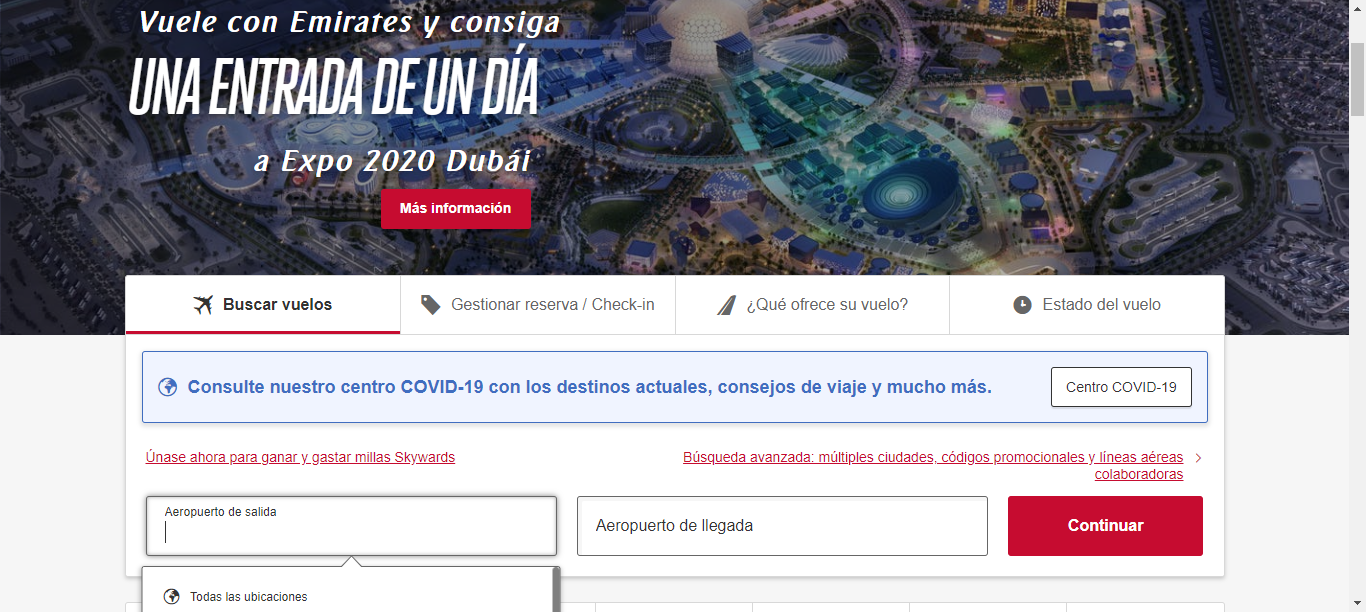 Vuele con Emirates y consiga
UNA ENTRADA DE UN DÍA
a Expo 2020 Dubái
Más información
Buscar vuelos
Gestionar reserva / Check-in
¿Qué ofrece su vuelo?
Estado del vuelo
Consulte nuestro centro COVID-19 con los destinos actuales, consejos de viaje y mucho más.
Centro COVID-19
Únase ahora para ganar y gastar millas Skywards
Búsqueda avanzada: múltiples ciudades, códigos promocionales y líneas aéreas
colaboradoras
Aeropuerto de salida
Aeropuerto de llegada
Continuar
Todas las ubicaciones